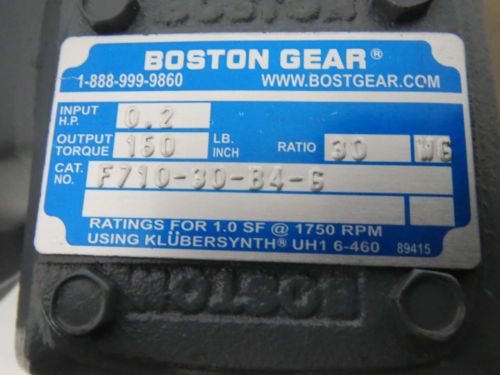 BOSTON
BOSTON GEAR®
1-888-999-9860 WWW.BOSTGEAR.COM
INPUT H.P. 0.2
OUTPUT TORQUE 150 LB. INCH RATIO 30 WG
CAT. NO. F710-30-B4-G
RATINGS FOR 1.0 SF @ 1750 RPM
USING KLÜBERSYNTH® UH1 6-460 89415
BOSTON